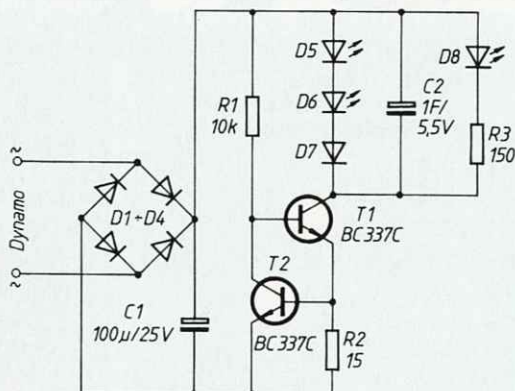 D5
D6
D7
D8
C2
1F/
5,5V
R1
10k
R3
150
~
Dynamo
~
D1÷D4
T1
BC337C
T2
BC337C
C1
100µ/25V
R2
15